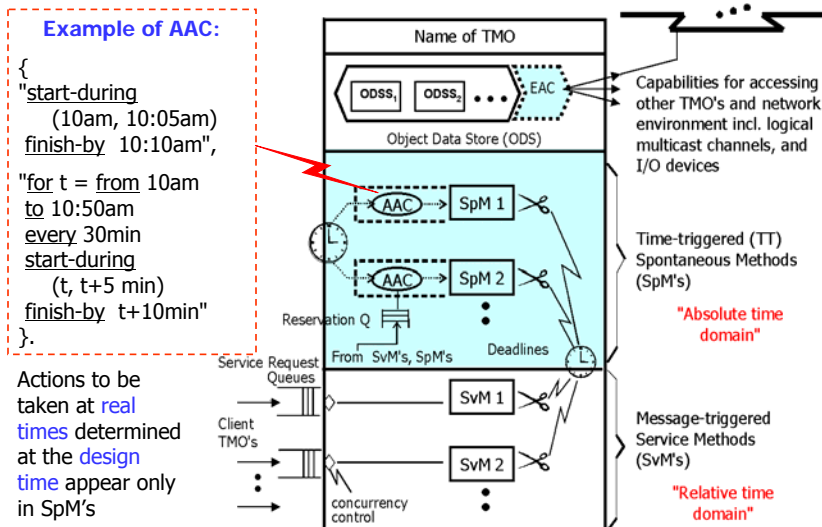 Example of AAC:
{
"start-during
(10am, 10:05am)
finish-by 10:10am",
"for t = from 10am
to 10:50am
every 30min
start-during
(t, t+5 min)
finish-by t+10min"
}.
Actions to be
taken at real
times determined
at the design
time appear only
in SpM's
Name of TMO
ODSS1
ODSS2
EAC
Object Data Store (ODS)
Capabilities for accessing
other TMO's and network
environment incl. logical
multicast channels, and
I/O devices
AAC
SpM 1
AAC
SpM 2
Reservation Q
From SvM's, SpM's
Deadlines
Time-triggered (TT)
Spontaneous Methods
(SpM's)
"Absolute time
domain"
Service Request
Queues
Client
TMO's
SvM 1
SvM 2
concurrency
control
Message-triggered
Service Methods
(SvM's)
"Relative time
domain"